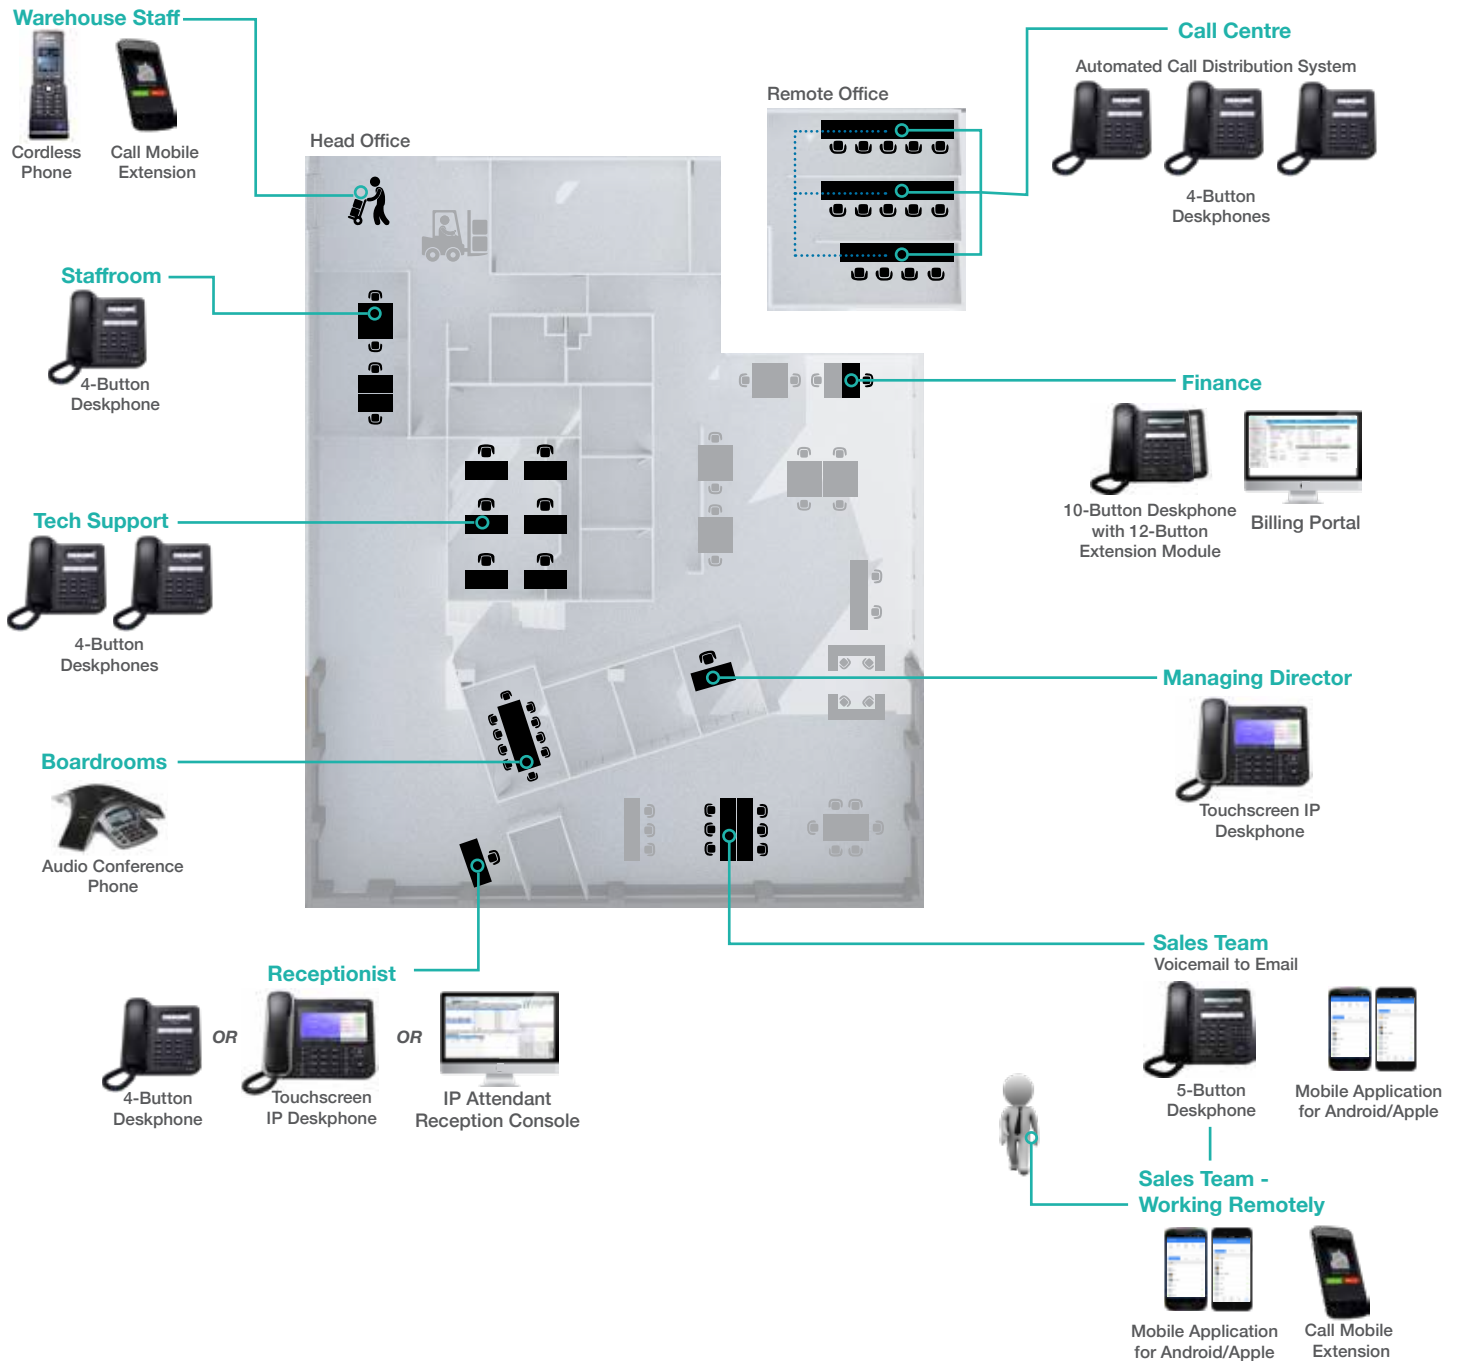 Warehouse Staff
Cordless
Phone
Call Mobile
Extension
Head Office
Remote Office
Call Centre
Automated Call Distribution System
4-Button
Deskphones
Staffroom
4-Button
Deskphone
Finance
10-Button Deskphone
with 12-Button
Extension Module
Billing Portal
Tech Support
4-Button
Deskphones
Managing Director
Touchscreen IP
Deskphone
Boardrooms
Audio Conference
Phone
Receptionist
4-Button
Deskphone
OR
Touchscreen
IP Deskphone
OR
IP Attendant
Reception Console
Sales Team
Voicemail to Email
5-Button
Deskphone
Mobile Application
for Android/Apple
Sales Team -
Working Remotely
Mobile Application
for Android/Apple
Call Mobile
Extension